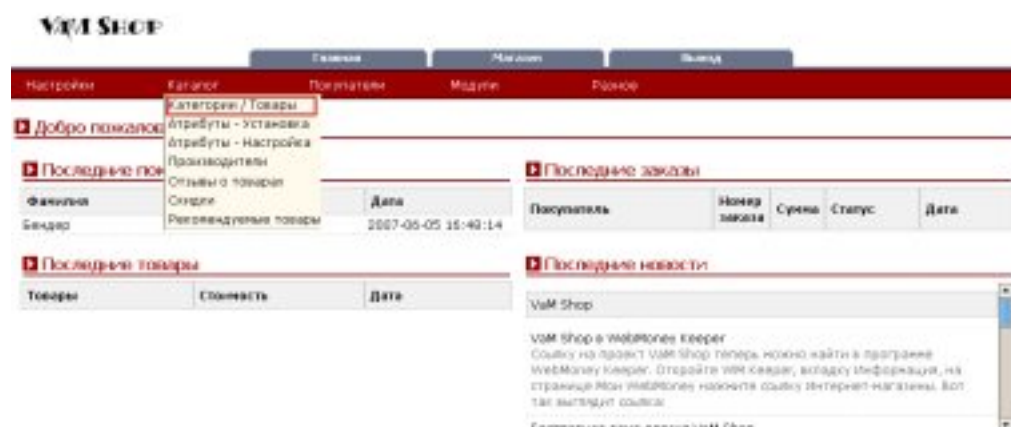 VaM Shop
Главная Магазин Выход
Настройки Каталог Покупатели Модули Разное
Категории / Товары
Атрибуты - Установка
Атрибуты - Настройка
Производители
Отзывы о товарах
Скидки
Рекомендуемые товары
Добро пожалов
Последние пок
Фамилия Дата
Бендер 2007-06-05 16:48:14
Последние заказы
Покупатель Номер заказа Сумма Статус Дата
Последние товары
Товары Стоимость Дата
Последние новости
VaM Shop
VaM Shop в WebMoney Keeper
Ссылку на проект VaM Shop теперь можно найти в программе
WebMoney Keeper. Откройте WM Keeper, вкладку Информация, на
странице Мои WebMoney нажмите ссылку Интернет-магазины. Вот
так выглядит ссылка: